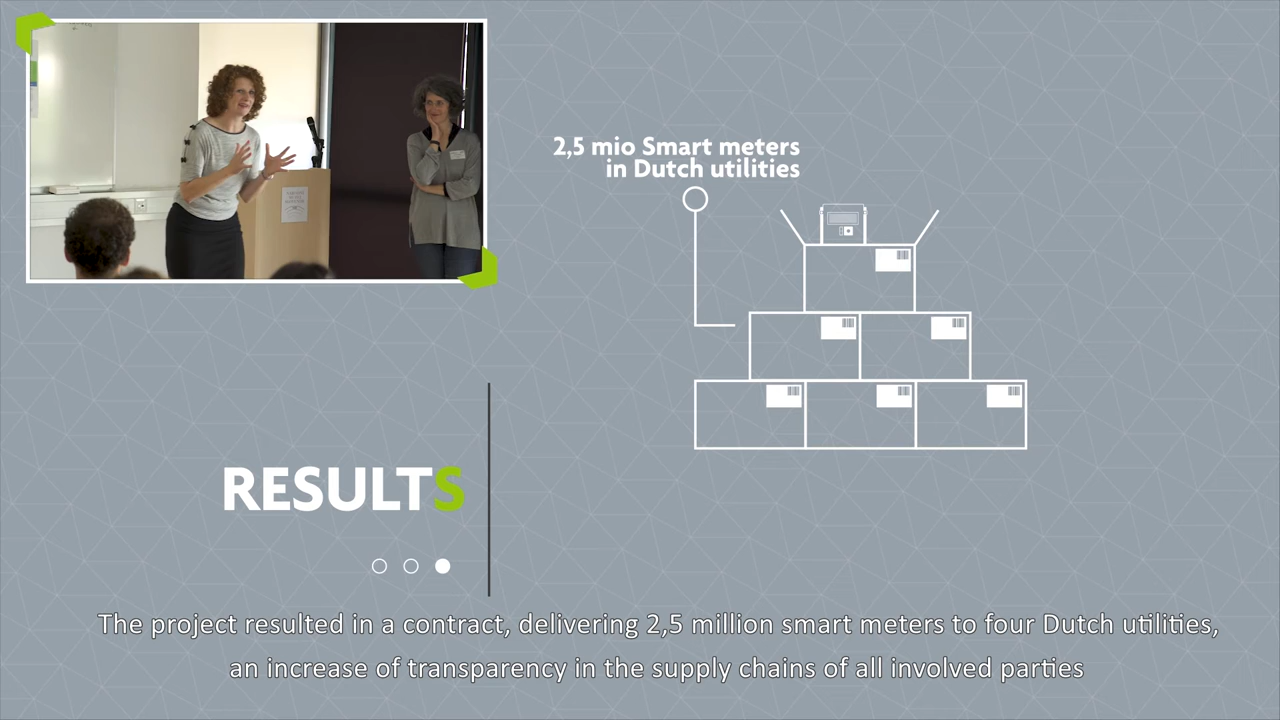 2,5 mio Smart meters
in Dutch utilities
RESULTS
The project resulted in a contract, delivering 2,5 million smart meters to four Dutch utilities,
an increase of transparency in the supply chains of all involved parties